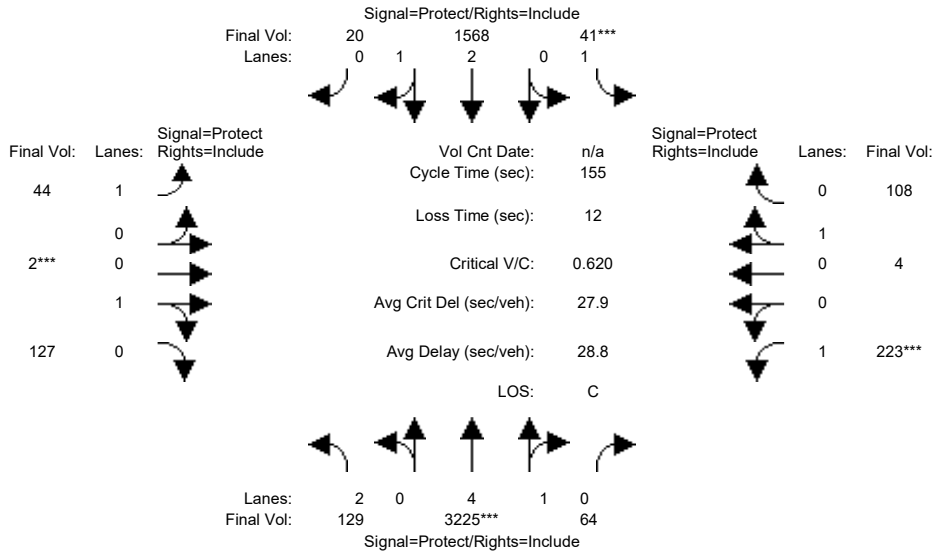 Signal=Protect/Rights=Include
Final Vol: 20 1568 41***
Lanes: 0 1 2 0 1
Signal=Protect Signal=Protect
Final Vol: Lanes: Rights=Include Vol Cnt Date: n/a Rights=Include Lanes: Final Vol:
Cycle Time (sec): 155
44 1 0 108
Loss Time (sec): 12
0 1
2*** 0 Critical V/C: 0.620 0 4
1 Avg Crit Del (sec/veh): 27.9 0
127 0 Avg Delay (sec/veh): 28.8 1 223***
LOS: C
Lanes: 2 0 4 1 0
Final Vol: 129 3225*** 64
Signal=Protect/Rights=Include